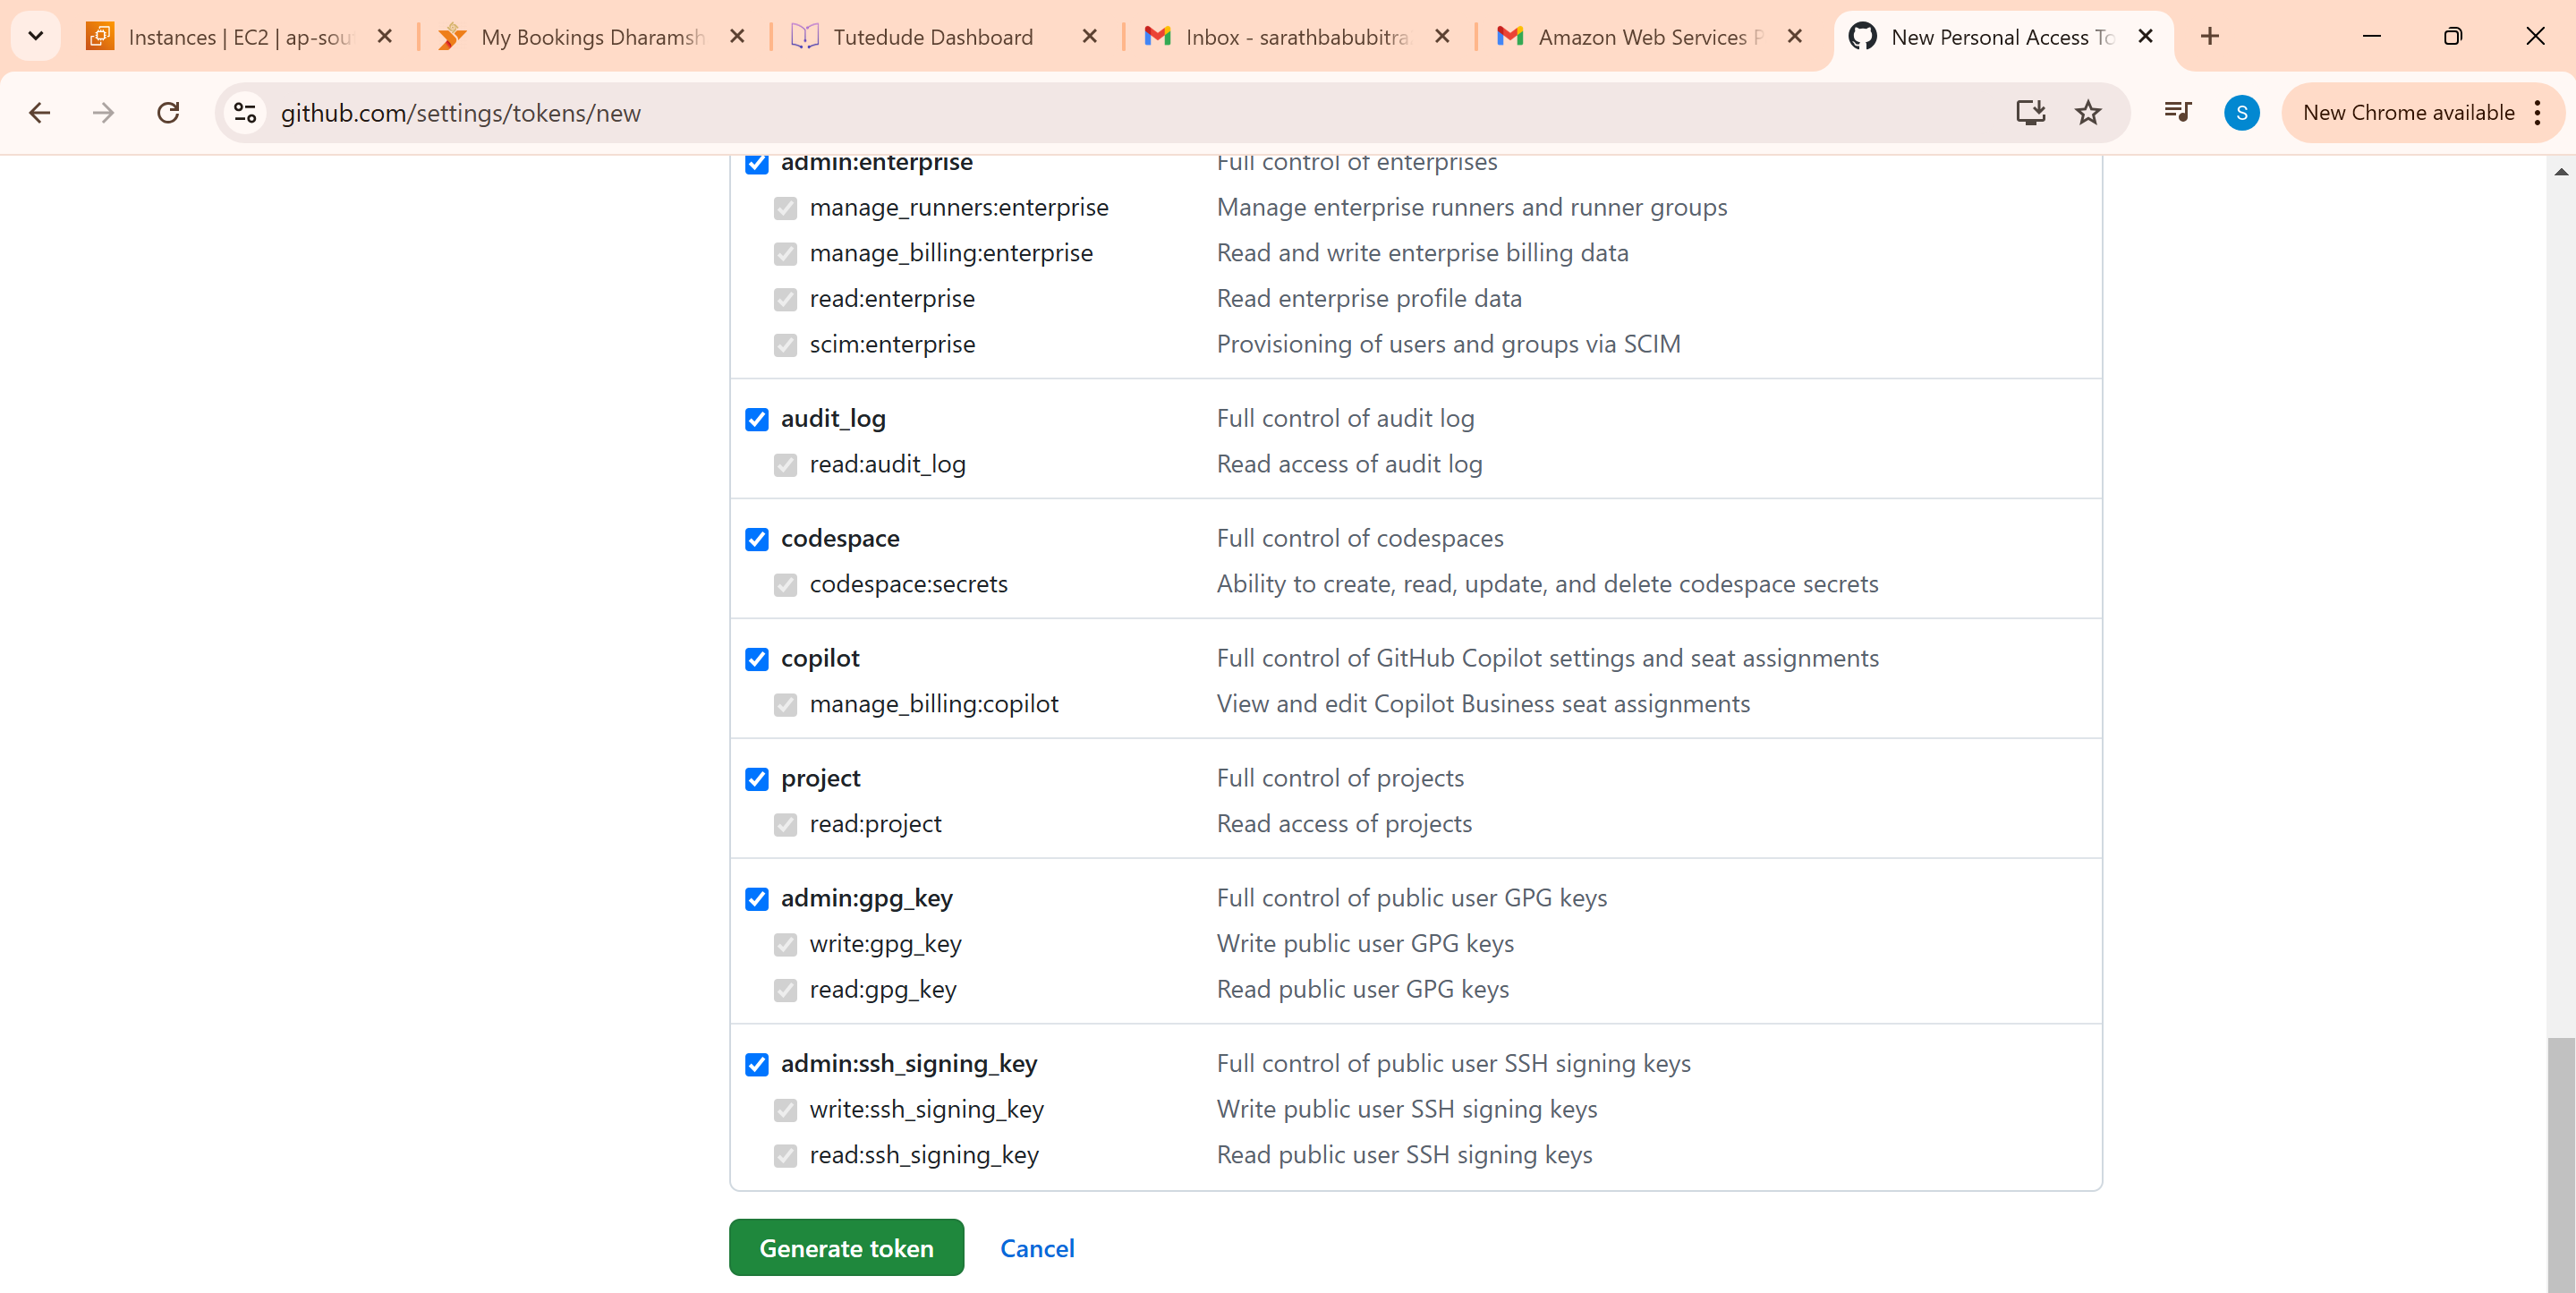 Instances | EC2 | ap-sou
My Bookings Dharamsh
Tutedude Dashboard
Inbox - sarathbabubitra
Amazon Web Services P
New Personal Access To
github.com/settings/tokens/new
S
New Chrome available
admin:enterprise Full control of enterprises
manage_runners:enterprise Manage enterprise runners and runner groups
manage_billing:enterprise Read and write enterprise billing data
read:enterprise Read enterprise profile data
scim:enterprise Provisioning of users and groups via SCIM
audit_log Full control of audit log
read:audit_log Read access of audit log
codespace Full control of codespaces
codespace:secrets Ability to create, read, update, and delete codespace secrets
copilot Full control of GitHub Copilot settings and seat assignments
manage_billing:copilot View and edit Copilot Business seat assignments
project Full control of projects
read:project Read access of projects
admin:gpg_key Full control of public user GPG keys
write:gpg_key Write public user GPG keys
read:gpg_key Read public user GPG keys
admin:ssh_signing_key Full control of public user SSH signing keys
write:ssh_signing_key Write public user SSH signing keys
read:ssh_signing_key Read public user SSH signing keys
Generate token Cancel